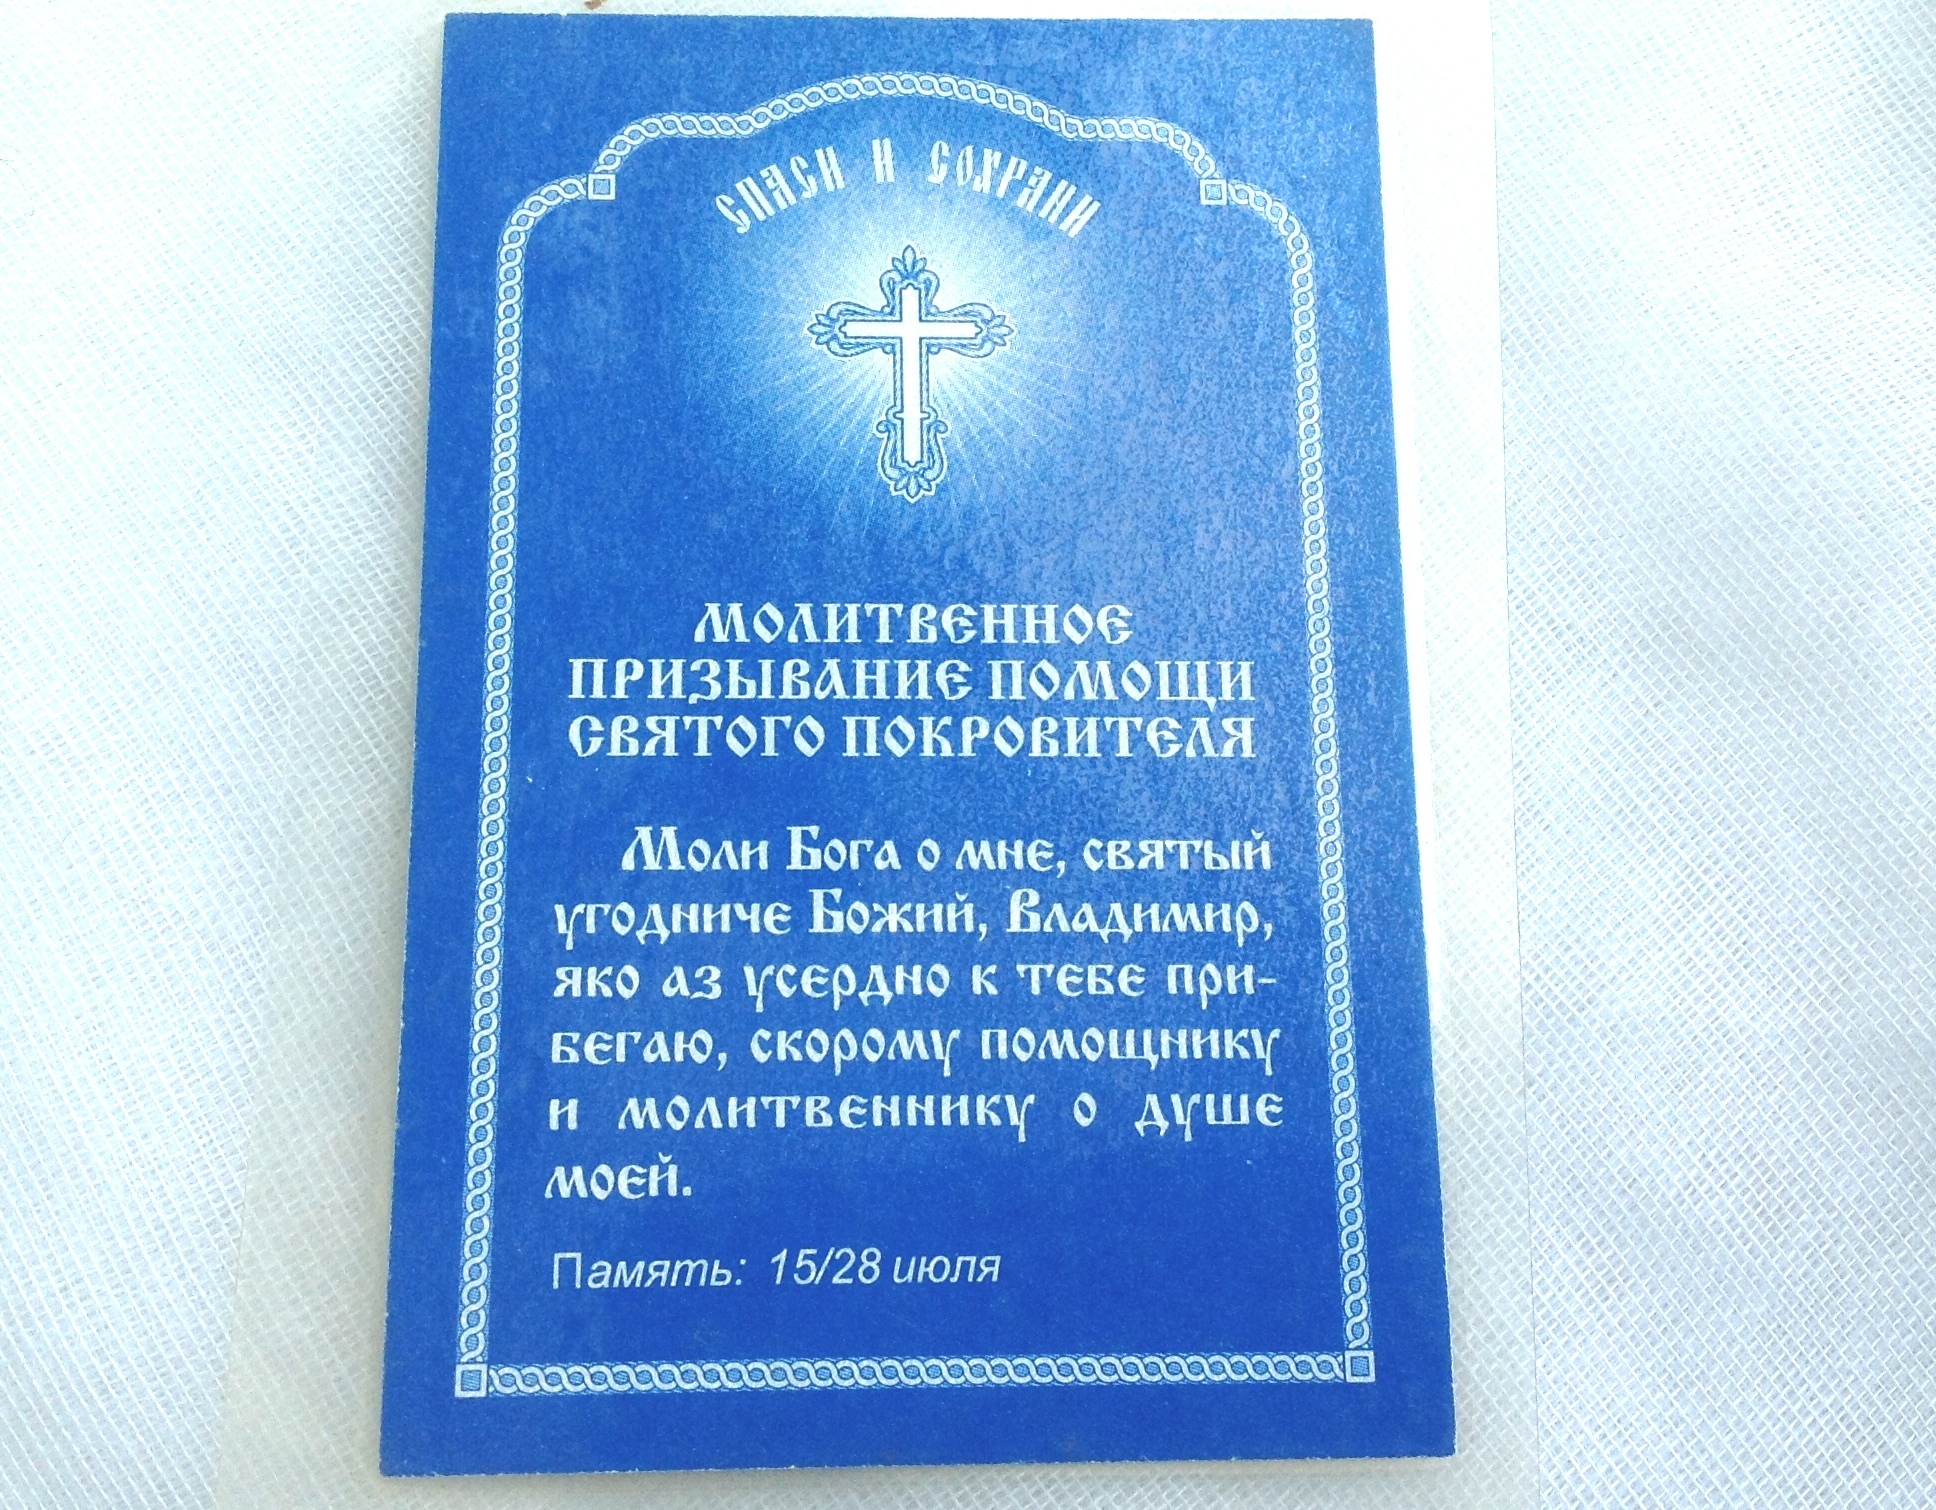 СПАСИ И СОХРАНИ
МОЛИТВЕННОЕ
ПРИЗЫВАНИЕ ПОМОЩИ
СВЯТОГО ПОКРОВИТЕЛЯ
Моли Бога о мне, святый
угодниче Божий, Владимир,
яко аз усердно к тебе при-
бегаю, скорому помощнику
и молитвеннику о душе
моей.
Память: 15/28 июля